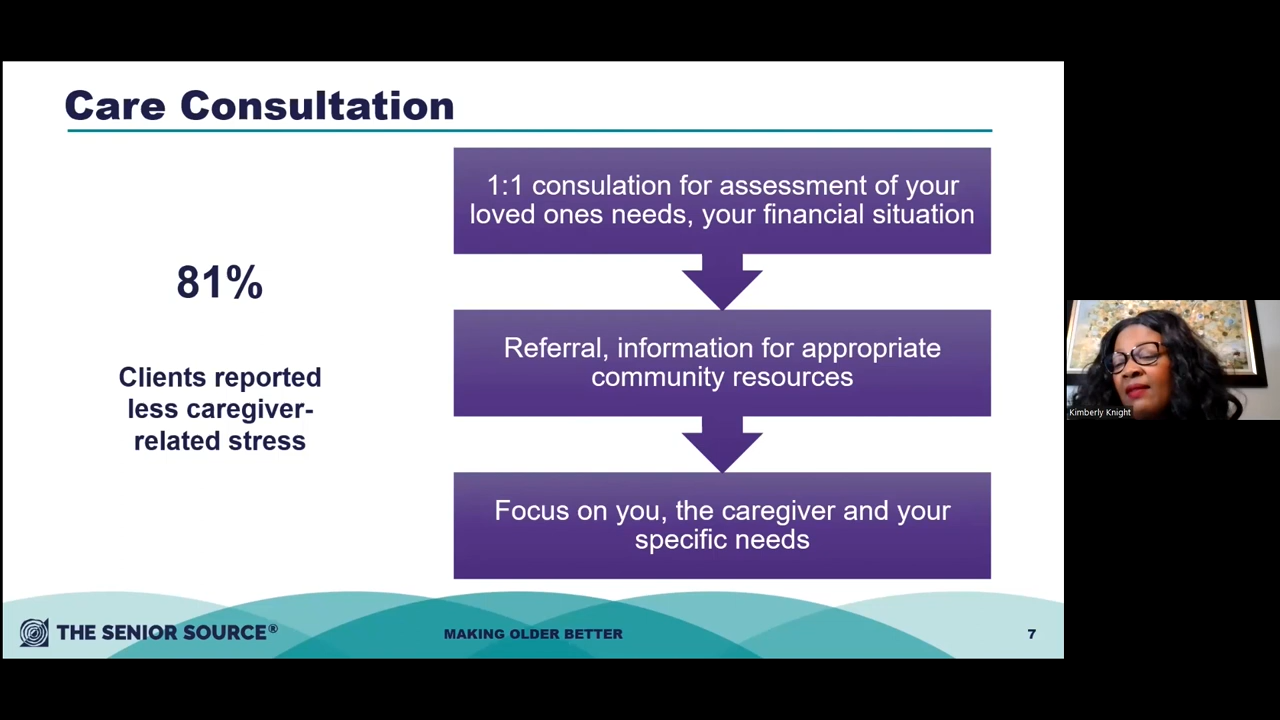 Care Consultation
81%
Clients reported
less caregiver-
related stress
1:1 consulation for assessment of your
loved ones needs, your financial situation
Referral, information for appropriate
community resources
Focus on you, the caregiver and your
specific needs
THE SENIOR SOURCE®
MAKING OLDER BETTER
7
Kimberly Knight